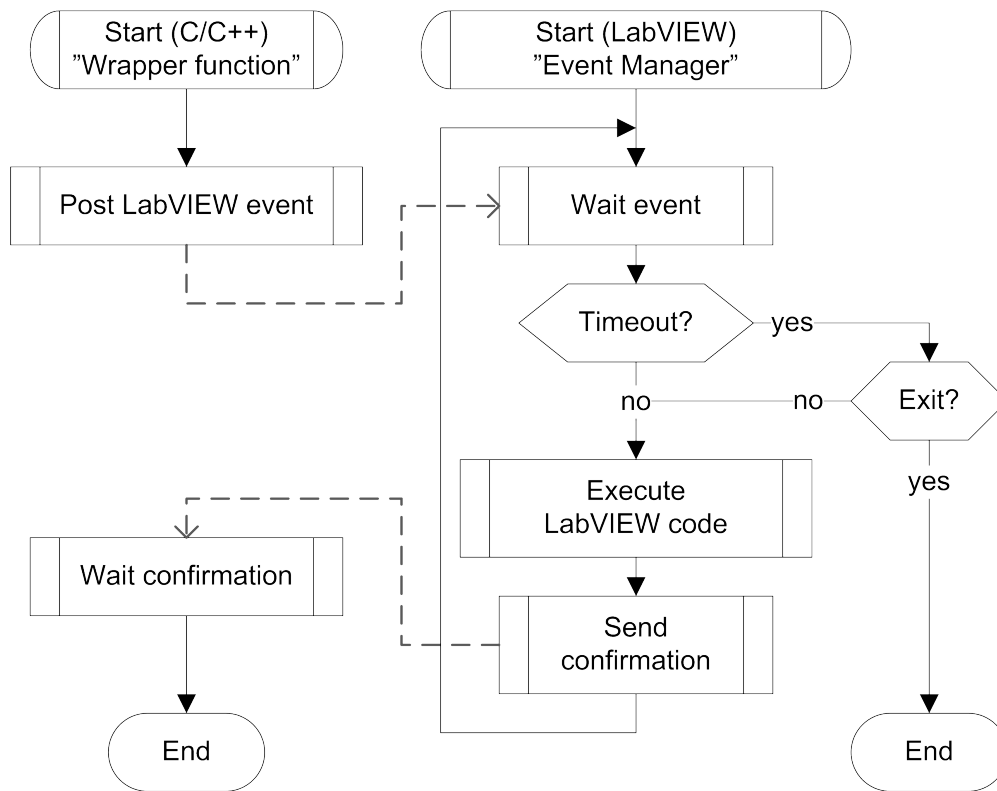 Start (C/C++)
”Wrapper function”
Start (LabVIEW)
”Event Manager”
Post LabVIEW event
Wait event
Timeout?
yes
no
no
Exit?
yes
Execute
LabVIEW code
Wait confirmation
Send
confirmation
End
End